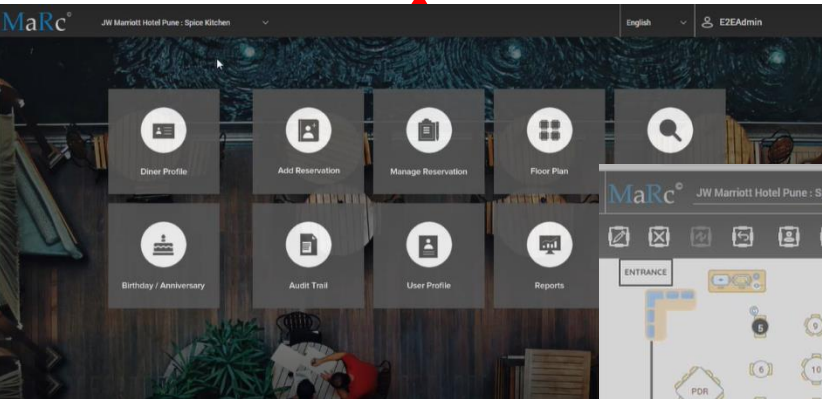 MaRc©
JW Marriott Hotel Pune : Spice Kitchen
English
E2EAdmin
Diner Profile
Add Reservation
Manage Reservation
Floor Plan
Birthday / Anniversary
Audit Trail
User Profile
Reports
MaRc©
JW Marriott Hotel Pune : S
ENTRANCE
5
9
6
10
PDR